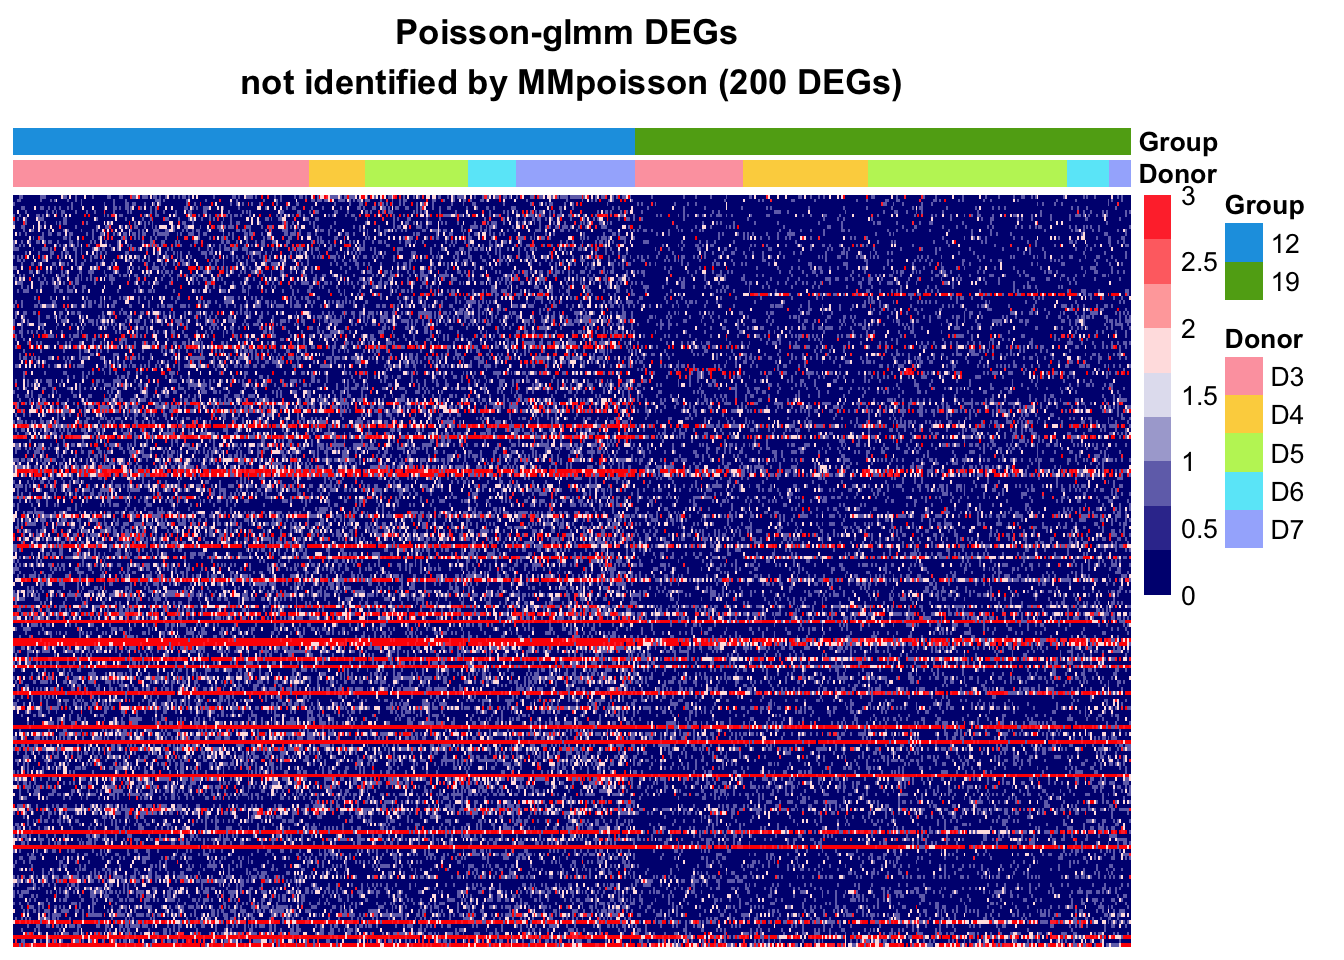 Poisson-glmm DEGs
not identified by MMpoisson (200 DEGs)
Group
Donor
3
2.5
2
1.5
1
0.5
0
Group
12
19
Donor
D3
D4
D5
D6
D7